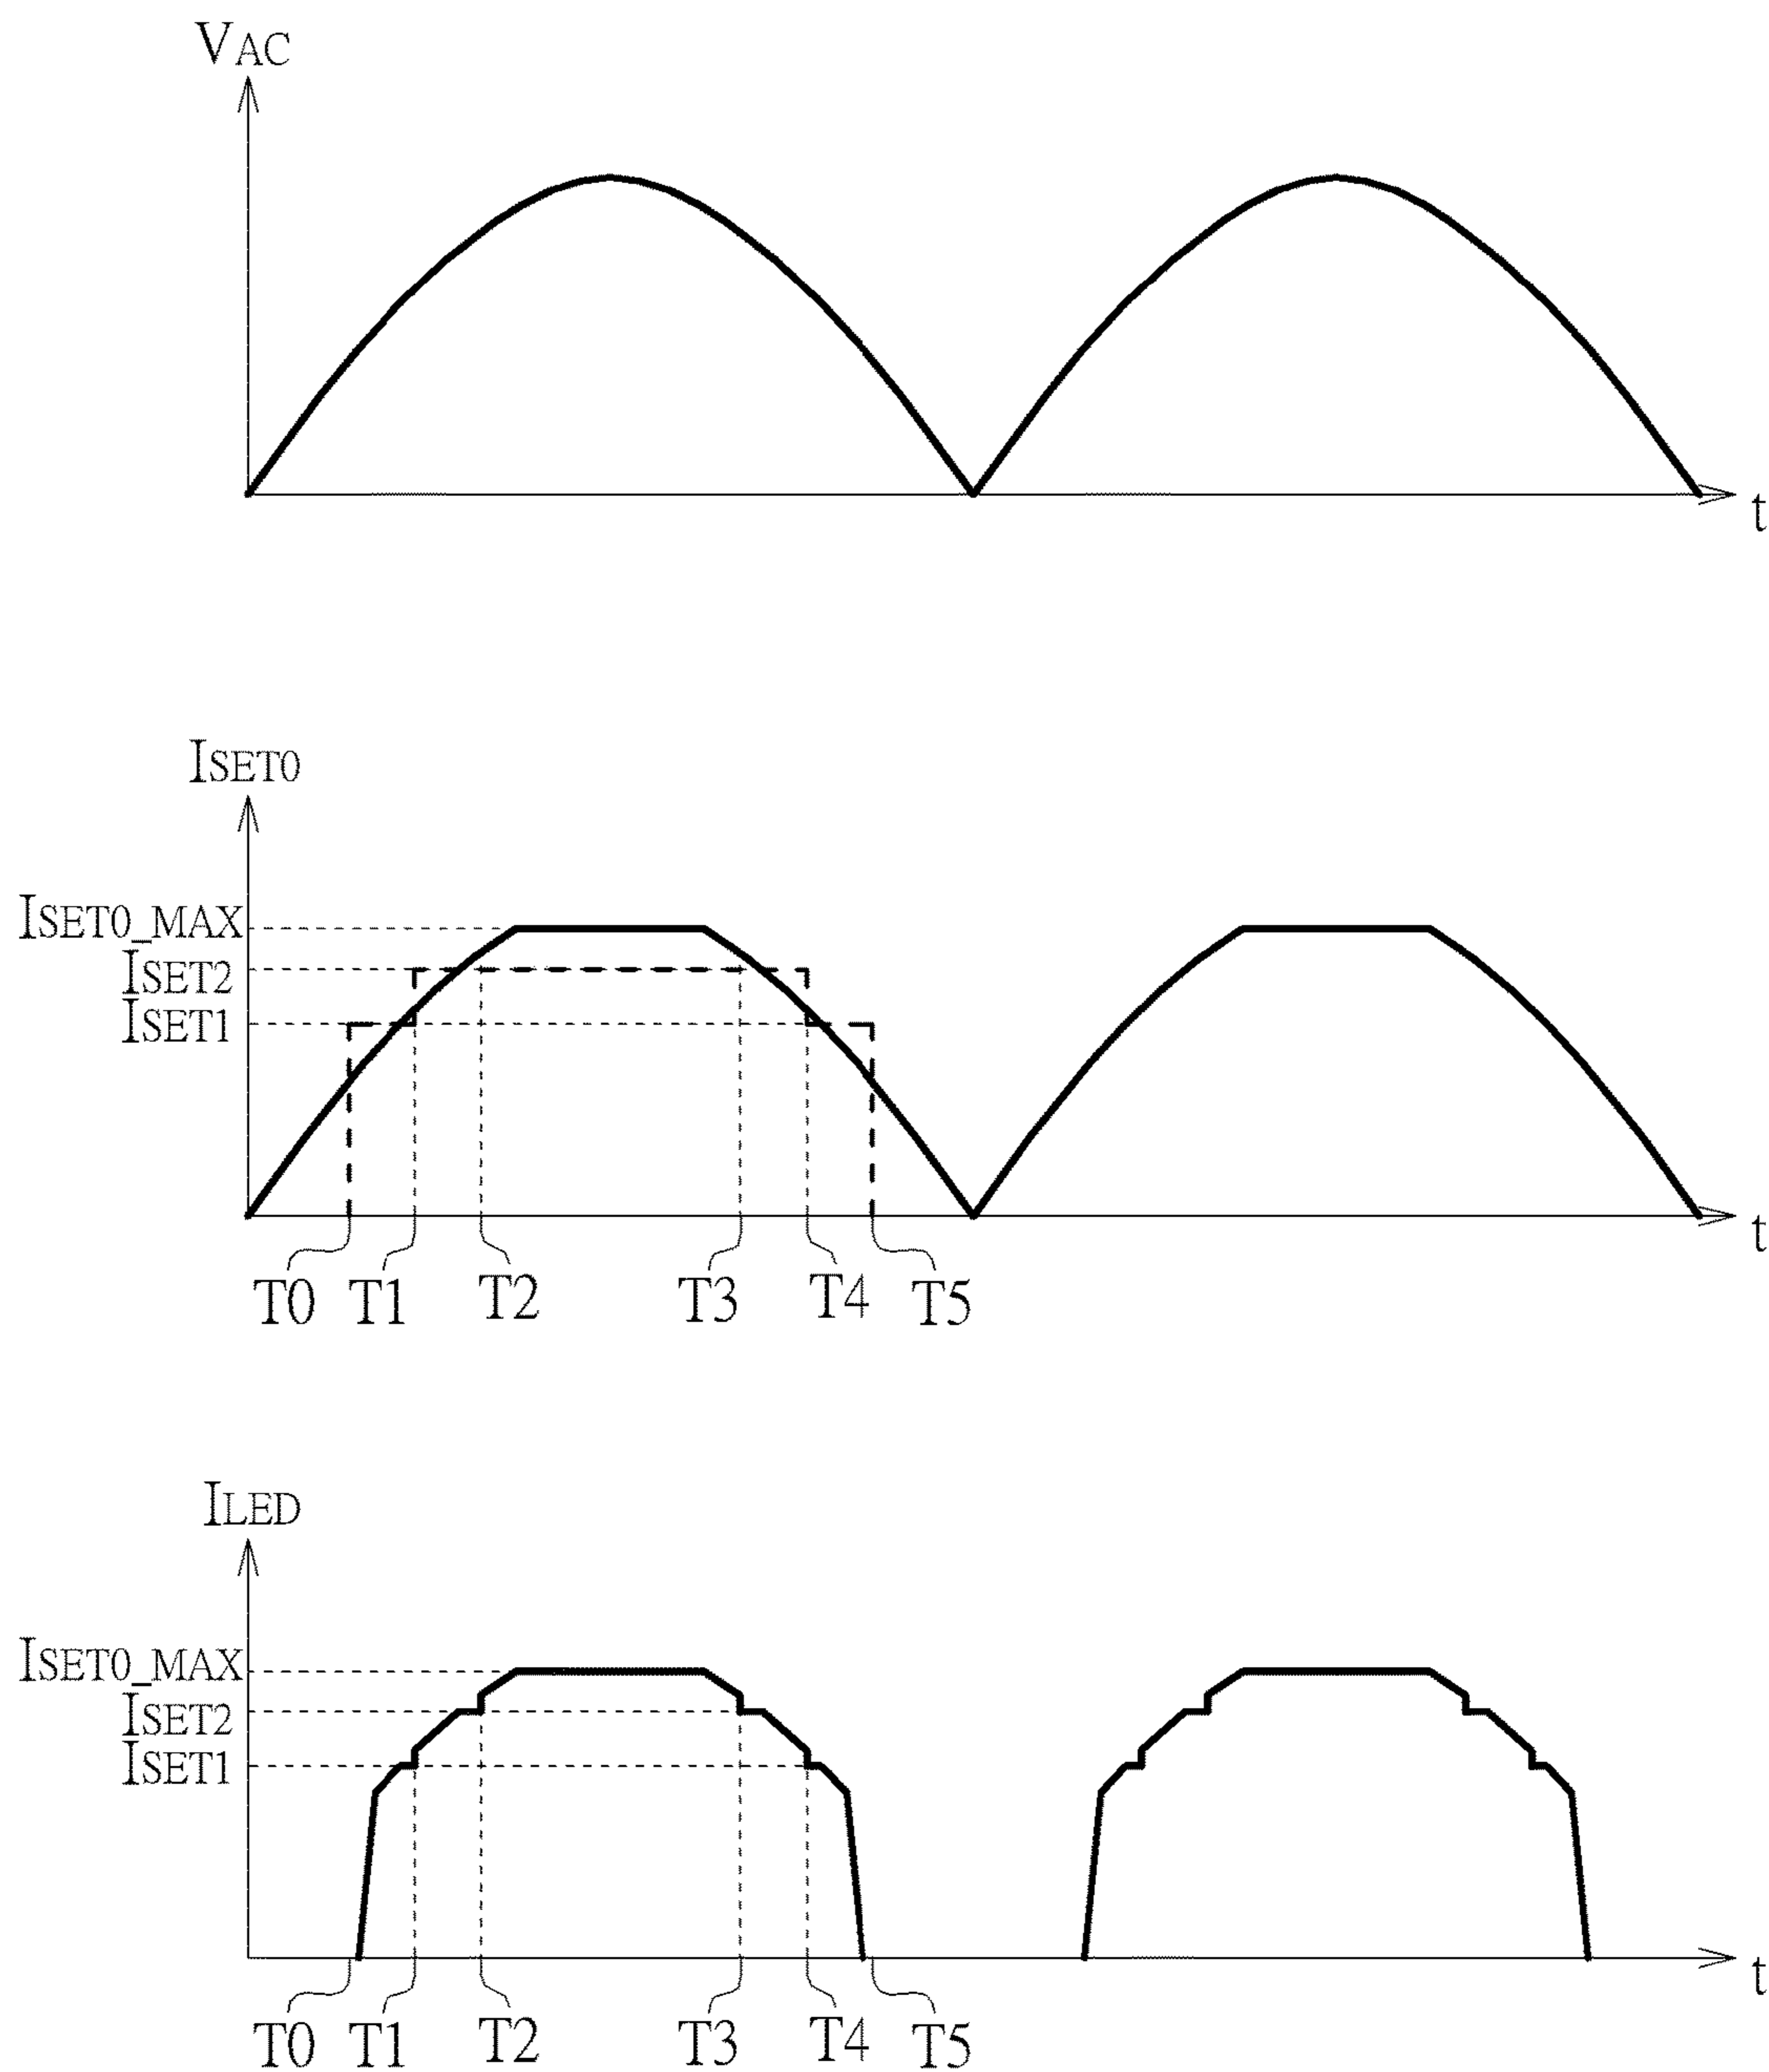 VAC
t
ISET0
ISET0_MAX
ISET2
ISET1
t
T0 T1 T2 T3 T4 T5
ILED
ISET0_MAX
ISET2
ISET1
t
T0 T1 T2 T3 T4 T5